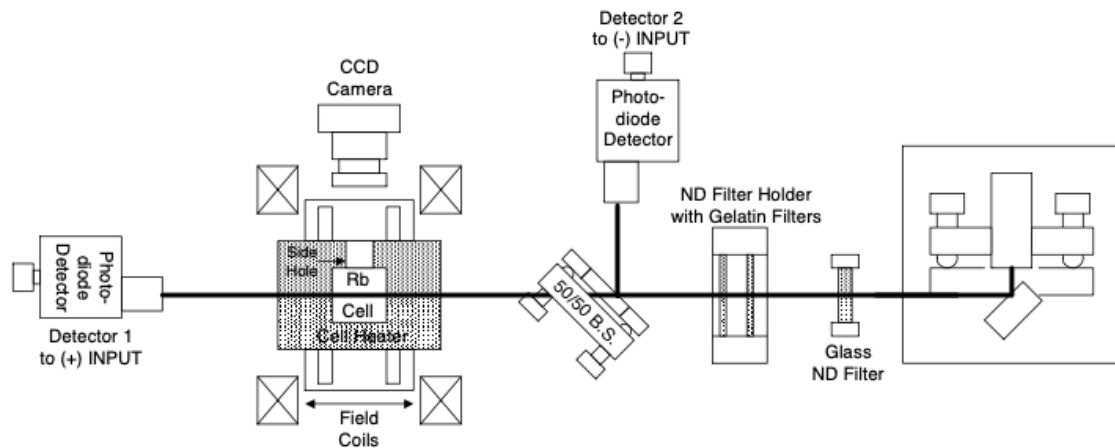 Detector 2
to (-) INPUT
CCD
Camera
Photo-
diode
Detector
ND Filter Holder
with Gelatin Filters
Photo-
diode
Detector
Side
Hole
Rb
Cell
Cell Heater
50/50 B.S.
Detector 1
to (+) INPUT
Glass
ND Filter
Field
Coils